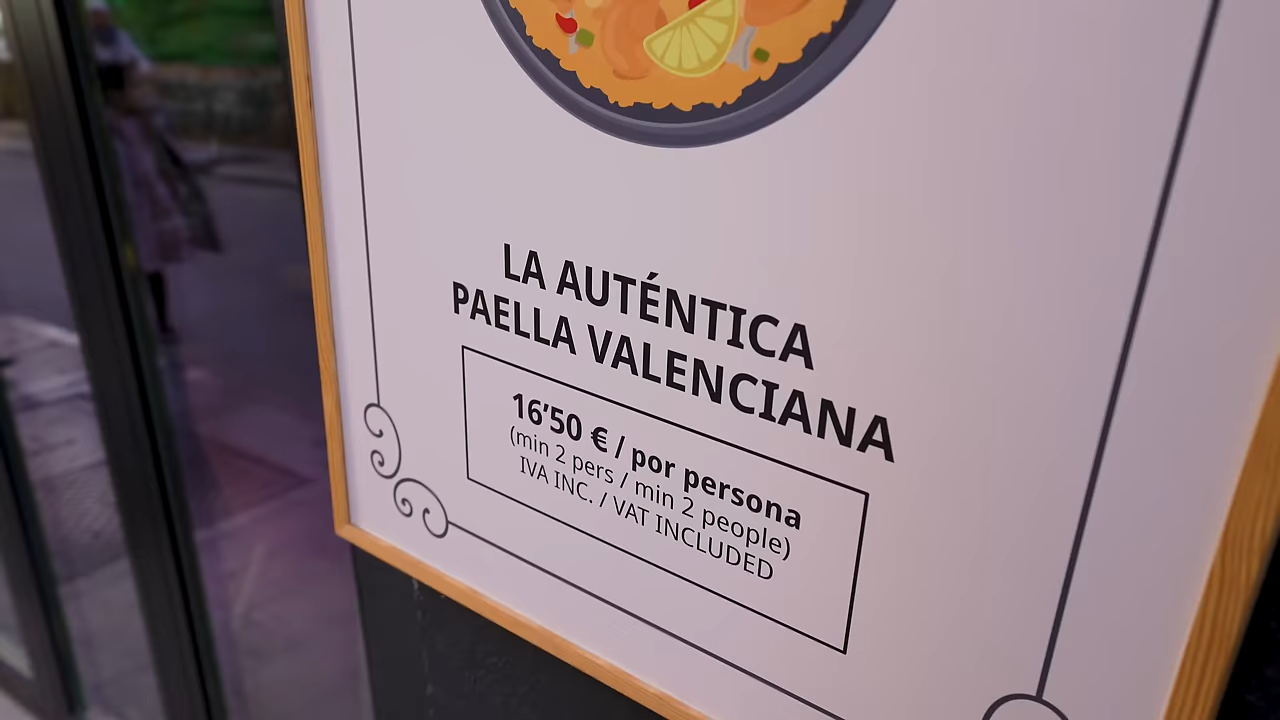 LA AUTÉNTICA
PAELLA VALENCIANA
16'50 € / por persona
(min 2 pers / min 2 people)
IVA INC. / VAT INCLUDED